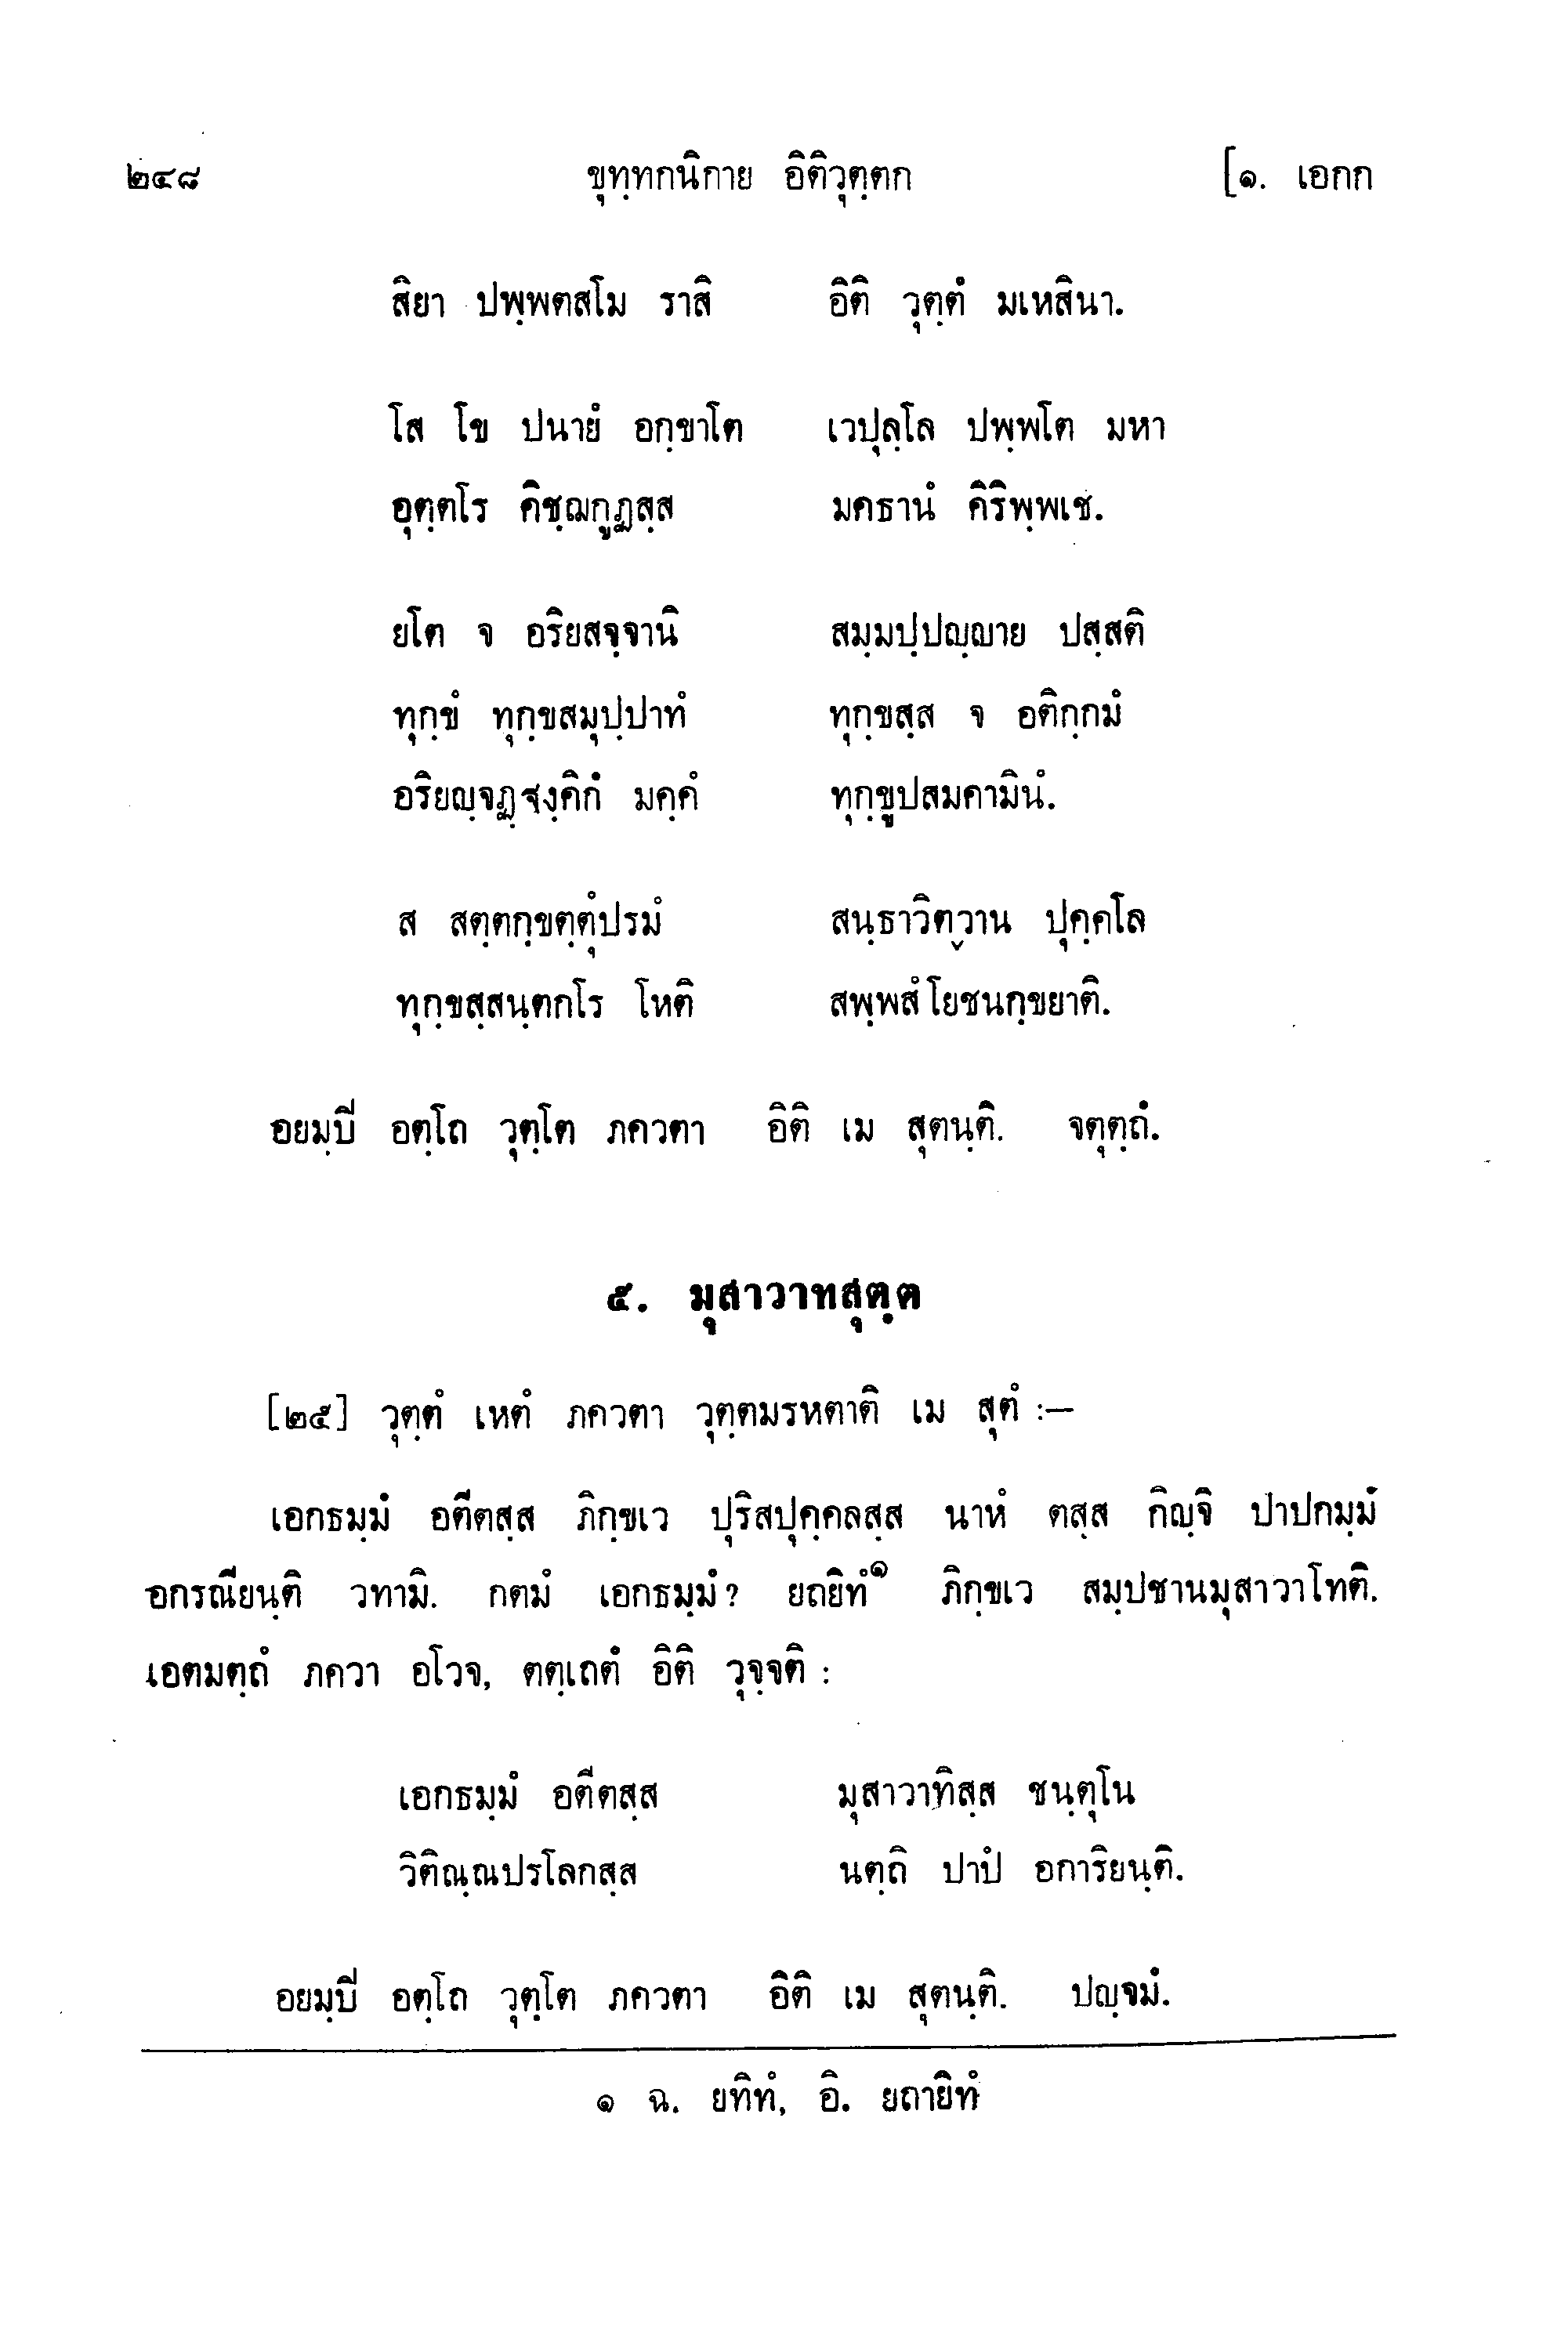 ๒๔๘ ขุทฺทกนิกาย อิติวุตฺตก [๑. เอกก
สิยา ปพฺพตสโม ราสิ อิติ วุตฺตํ มเหสินา.
โส โข ปนายํ อกฺขาโต เวปุลฺโล ปพฺพโต มหา
อุตฺตโร คิชฺฌกูฏสฺส มคธานํ คิริพฺพเช.
ยโต จ อริยสจฺจานิ สมฺมปฺปญฺญาย ปสฺสติ
ทุกฺขํ ทุกฺขสมุปฺปาทํ ทุกฺขสฺส จ อติกฺกมํ
อริยญฺจฏฺฐงฺคิกํ มคฺคํ ทุกฺขูปสมคามินํ.
ส สตฺตกฺขตฺตุํปรมํ สนฺธาวิตฺวาน ปุคฺคโล
ทุกฺขสฺสนฺตกโร โหติ สพฺพสํโยชนกฺขยาติ.
อยมฺปิ อตฺโถ วุตฺโต ภควตา อิติ เม สุตนฺติ. จตุตฺถํ.
๕. มุสาวาทสุตฺต
[๒๕] วุตฺตํ เหตํ ภควตา วุตฺตมรหตาติ เม สุตํ :—
เอกธมฺมํ อตีตสฺส ภิกฺขเว ปุริสปุคฺคลสฺส นาหํ ตสฺส กิญฺจิ ปาปกมฺมํ
อกรณียนฺติ วทามิ. กตมํ เอกธมฺมํ? ยถยิทํ๑ ภิกฺขเว สมฺปชานมุสาวาโทติ.
เอตมตฺถํ ภควา อโวจ, ตตฺเถตํ อิติ วุจฺจติ :
เอกธมฺมํ อตีตสฺส มุสาวาทิสฺส ชนฺตุโน
วิติณฺณปรโลกสฺส นตฺถิ ปาปํ อการิยนฺติ.
อยมฺปิ อตฺโถ วุตฺโต ภควตา อิติ เม สุตนฺติ. ปญฺจมํ.
๑ ฉ. ยทิทํ, อิ. ยถายิทํ